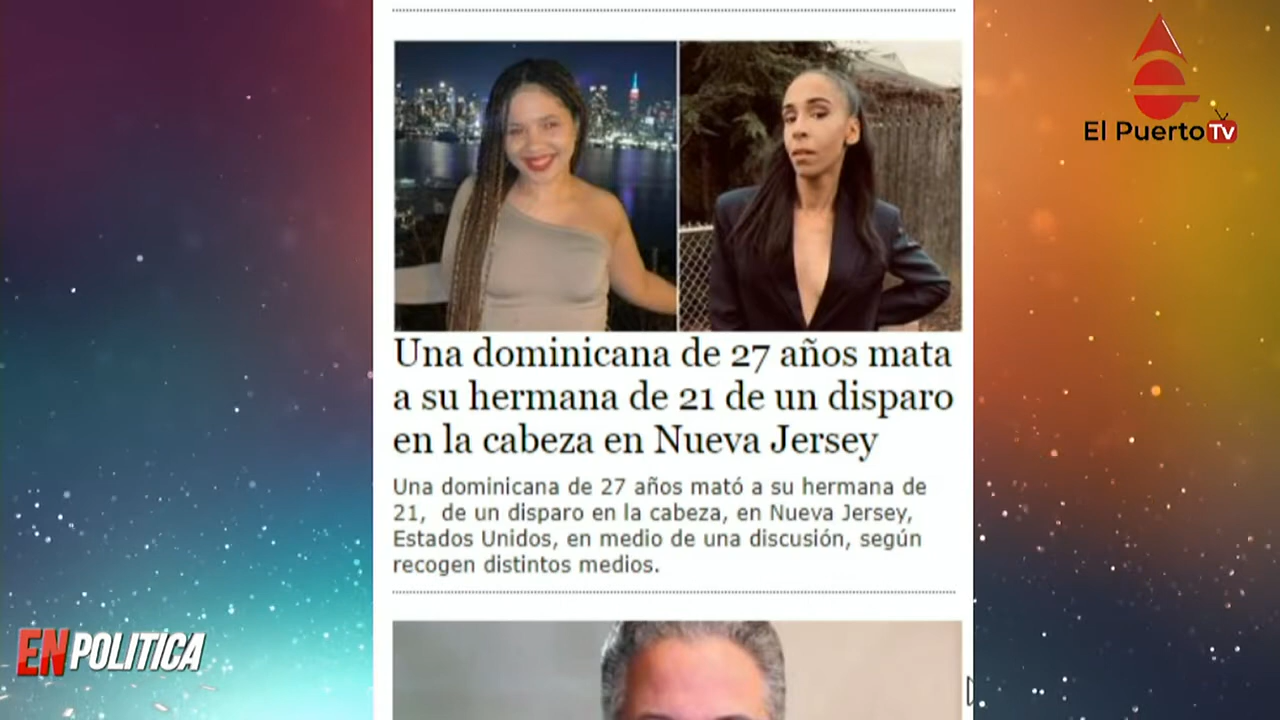 El Puerto Tv
Una dominicana de 27 años mata
a su hermana de 21 de un disparo
en la cabeza en Nueva Jersey
Una dominicana de 27 años mató a su hermana de
21, de un disparo en la cabeza, en Nueva Jersey,
Estados Unidos, en medio de una discusión, según
recogen distintos medios.
EN POLITICA